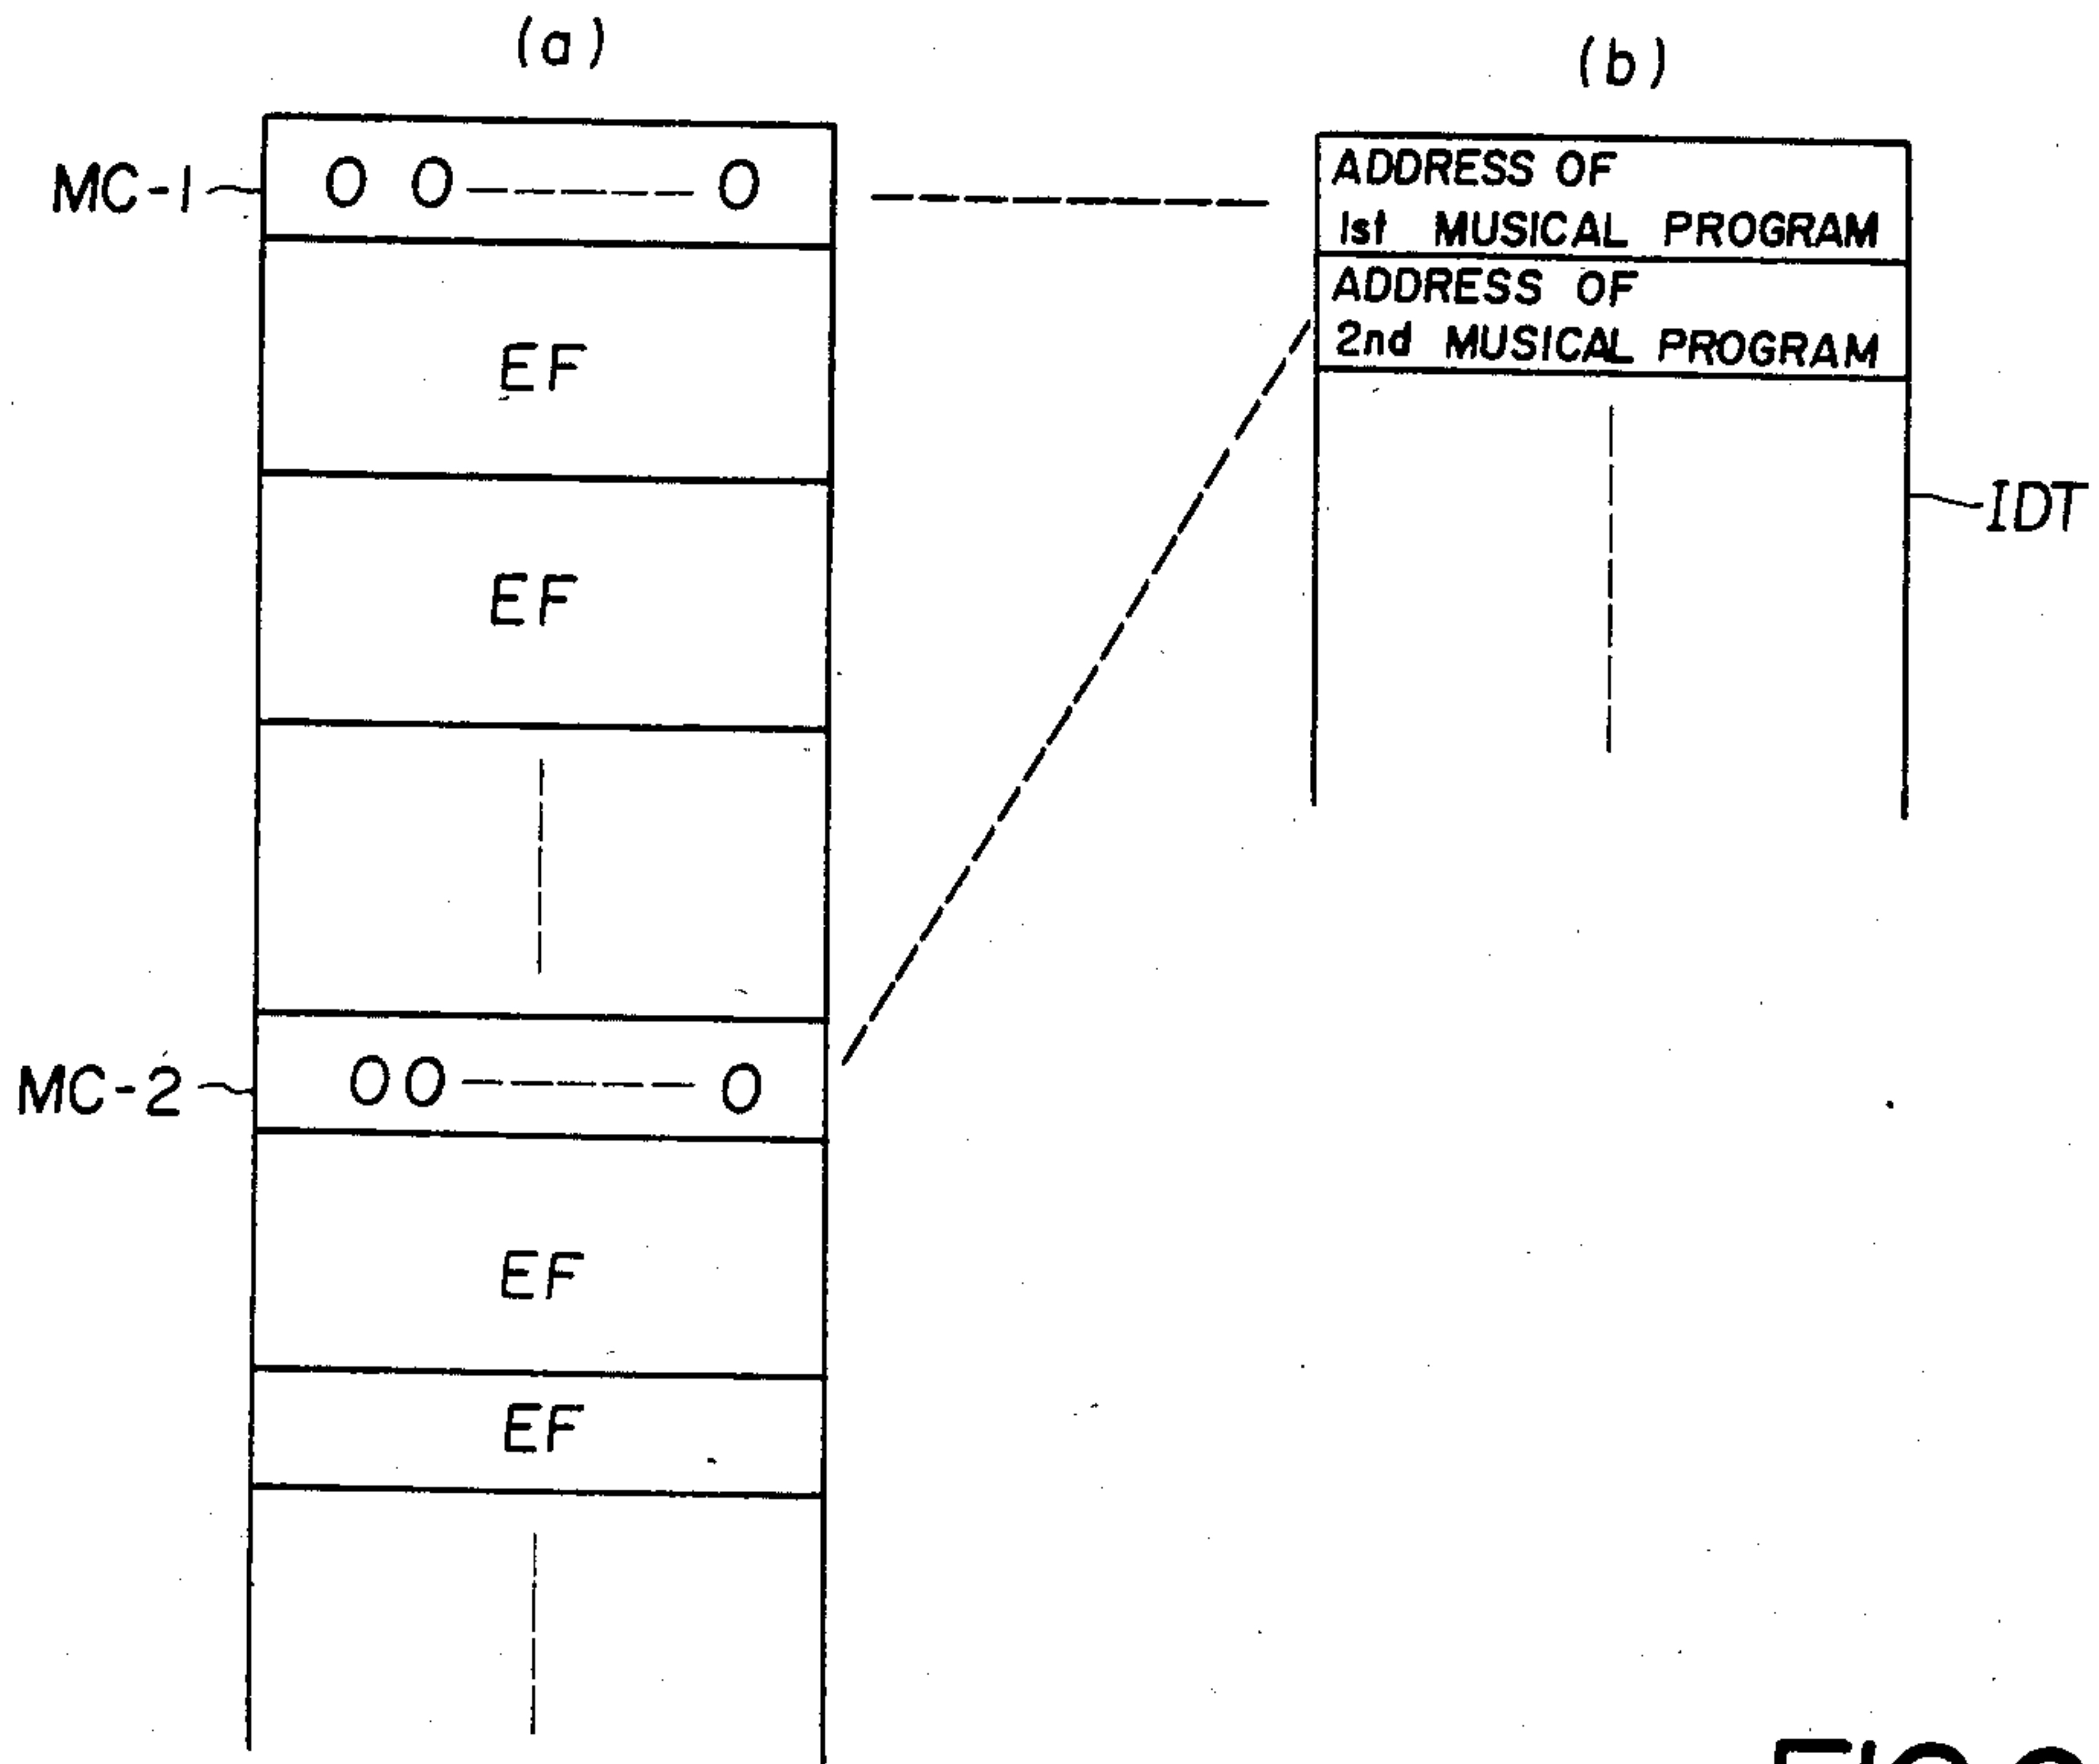 (a)
(b)
MC-1
0 0 ------ 0
ADDRESS OF
1st MUSICAL PROGRAM
ADDRESS OF
2nd MUSICAL PROGRAM
EF
IDT
EF
MC-2
00 ------ 0
EF
EF